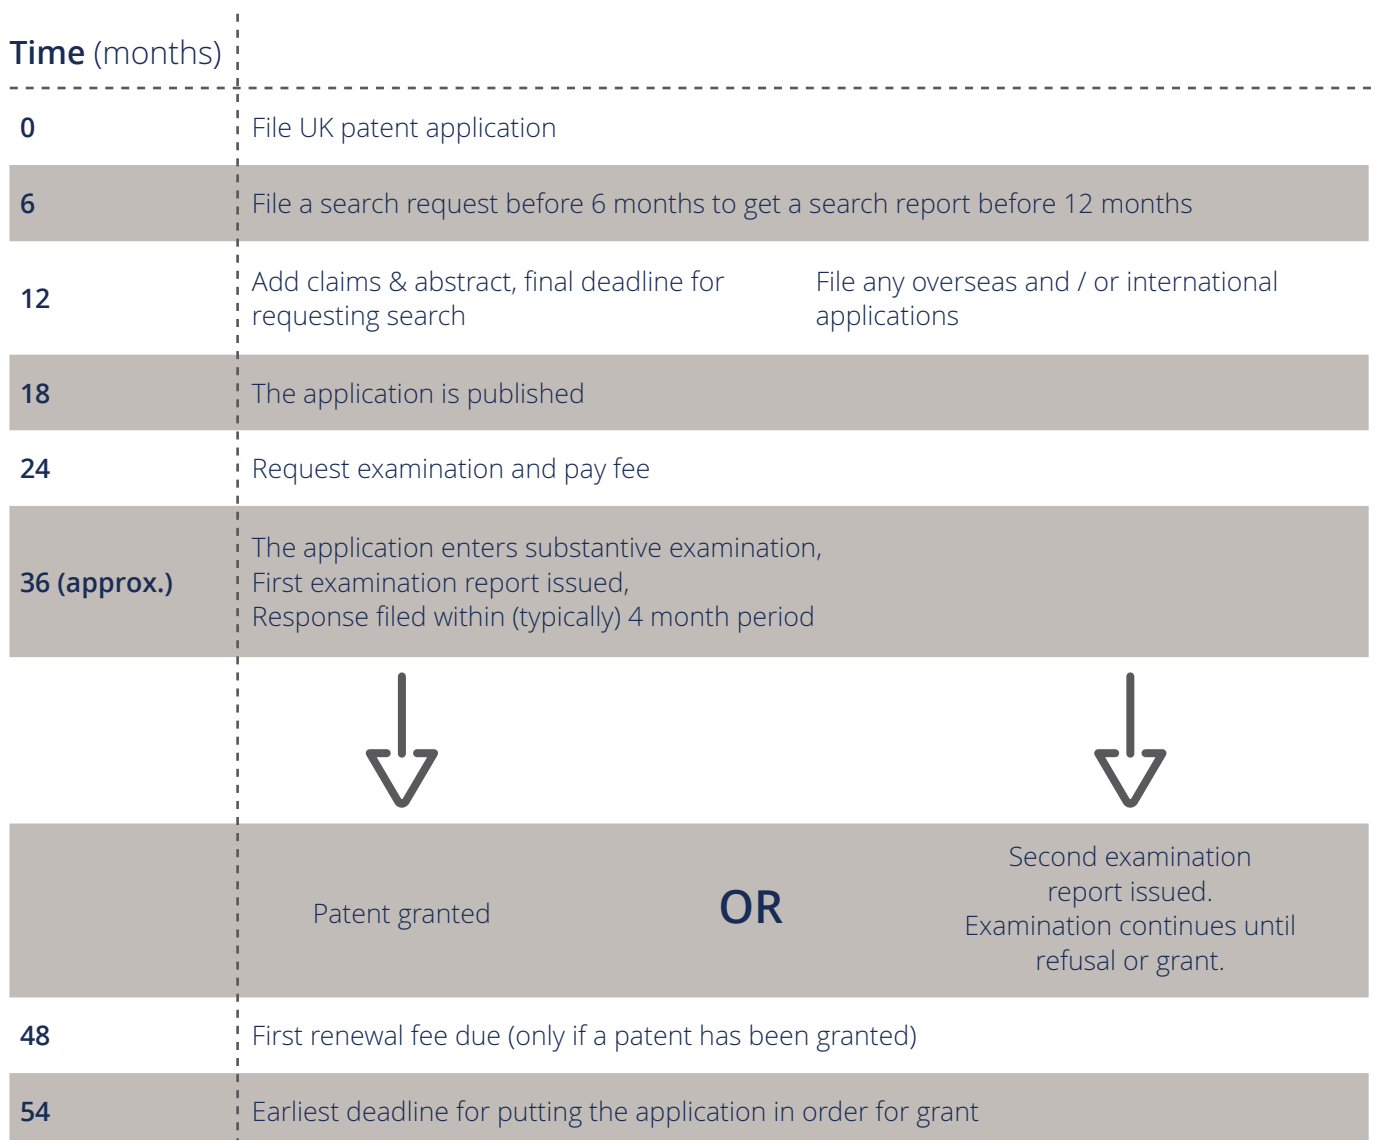 Time (months)
0
File UK patent application
6
File a search request before 6 months to get a search report before 12 months
12
Add claims & abstract, final deadline for
requesting search
File any overseas and / or international
applications
18
The application is published
24
Request examination and pay fee
36 (approx.)
The application enters substantive examination,
First examination report issued,
Response filed within (typically) 4 month period
Patent granted
OR
Second examination
report issued.
Examination continues until
refusal or grant.
48
First renewal fee due (only if a patent has been granted)
54
Earliest deadline for putting the application in order for grant